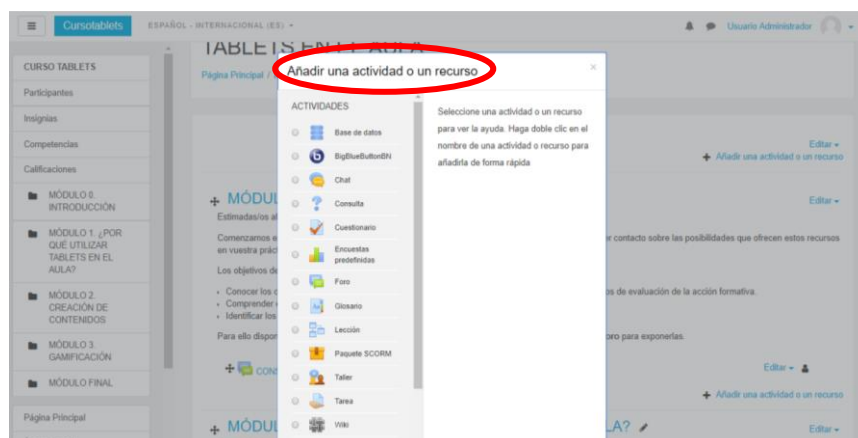 Cursotablets
ESPAÑOL - INTERNACIONAL (ES)
Usuario Administrador
CURSO TABLETS
Participantes
Insignias
Competencias
Calificaciones
MÓDULO 0.
INTRODUCCIÓN
MÓDULO 1. ¿POR
QUÉ UTILIZAR
TABLETS EN EL
AULA?
MÓDULO 2.
CREACIÓN DE
CONTENIDOS
MÓDULO 3.
GAMIFICACIÓN
MÓDULO FINAL
Página Principal
TABLETS EN
Página Principal /
Añadir una actividad o un recurso
×
ACTIVIDADES
Base de datos
BigBlueButtonBN
Chat
Consulta
Cuestionario
Encuestas
predefinidas
Foro
Glosario
Lección
Paquete SCORM
Taller
Tarea
Wiki
Seleccione una actividad o un recurso
para ver la ayuda. Haga doble clic en el
nombre de una actividad o recurso para
añadirla de forma rápida
Editar
Añadir una actividad o un recurso
MÓDUL
Editar
Estimadas/os al
Comenzamos e
er contacto sobre las posibilidades que ofrecen estos recursos
en vuestra prác
Los objetivos de
Conocer los c
os de evaluación de la acción formativa.
Comprender
Identificar los
Para ello dispon
oro para exponerlas.
CON
Editar
Añadir una actividad o un recurso
MÓDUL
LA?
Editar